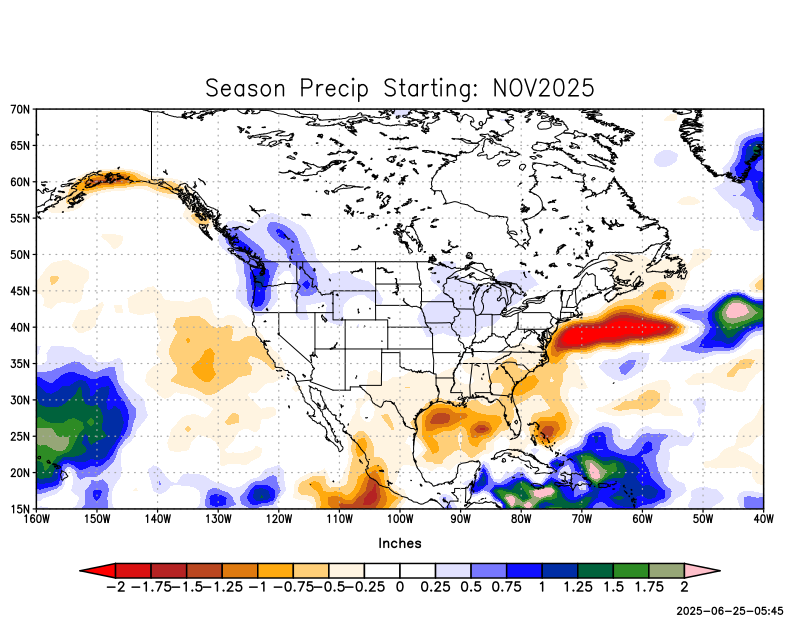 Season Precip Starting: NOV2025
70N
65N
60N
55N
50N
45N
40N
35N
30N
25N
20N
15N
160W 150W 140W 130W 120W 110W 100W 90W 80W 70W 60W 50W 40W
Inches
−2 −1.75−1.5−1.25 −1 −0.75−0.5−0.25 0 0.25 0.5 0.75 1 1.25 1.5 1.75 2
2025−06−25−05:45